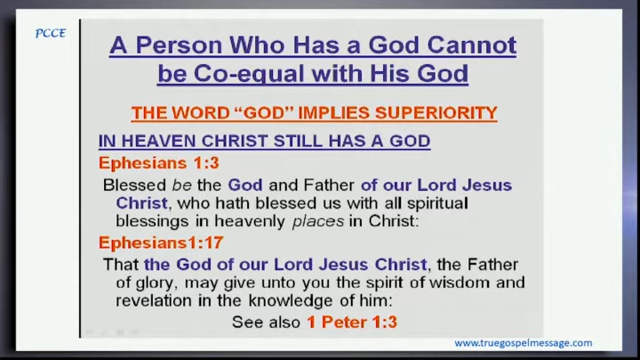 PCCE
A Person Who Has a God Cannot
be Co-equal with His God
THE WORD “GOD” IMPLIES SUPERIORITY
IN HEAVEN CHRIST STILL HAS A GOD
Ephesians 1:3
Blessed be the God and Father of our Lord Jesus
Christ, who hath blessed us with all spiritual
blessings in heavenly places in Christ:
Ephesians1:17
That the God of our Lord Jesus Christ, the Father
of glory, may give unto you the spirit of wisdom and
revelation in the knowledge of him:
See also 1 Peter 1:3
www.truegospelmessage.com